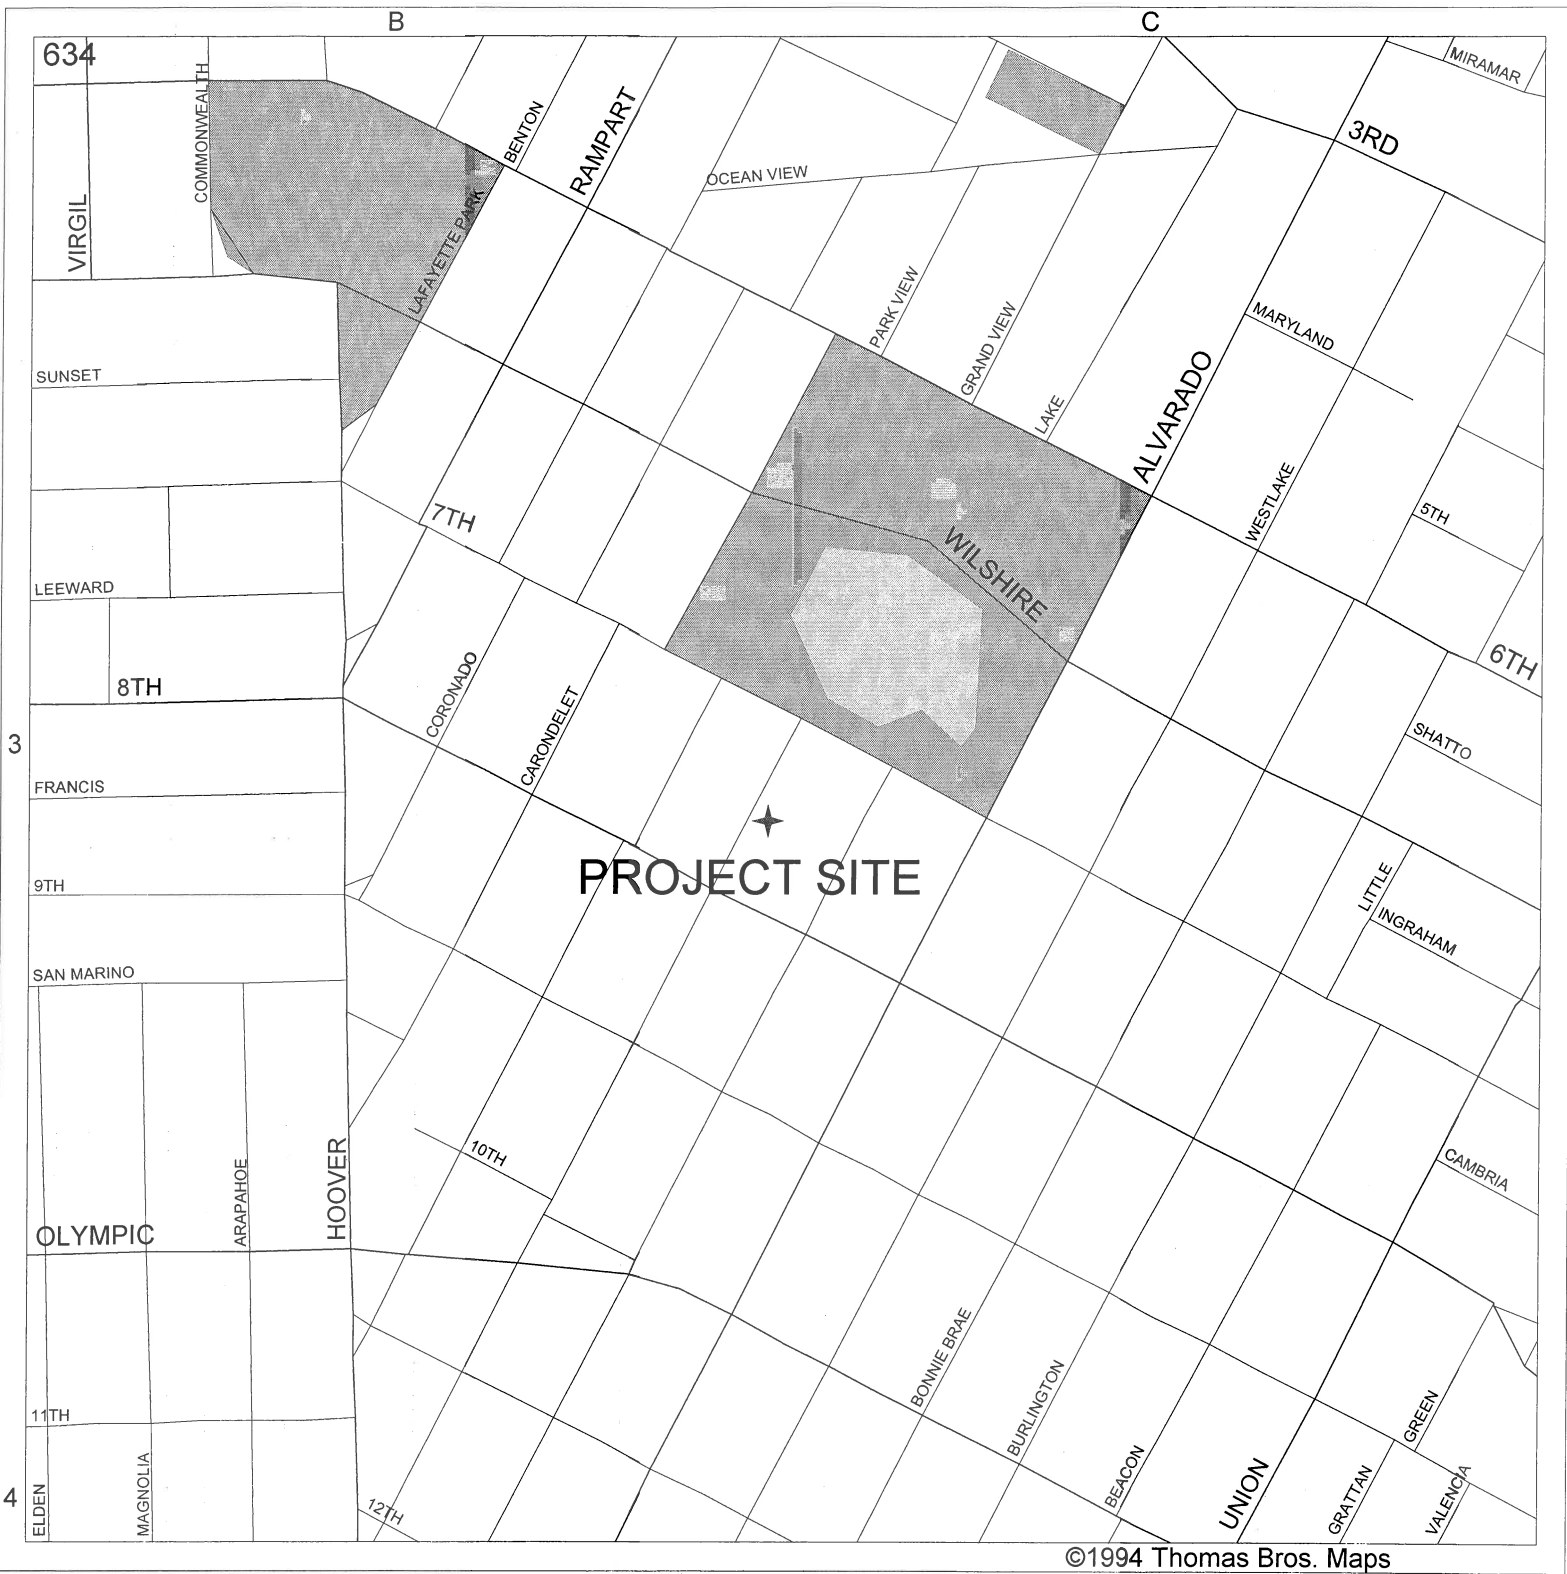 B
C
634
MIRAMAR
COMMONWEALTH
BENTON
RAMPART
3RD
OCEAN VIEW
VIRGIL
LAFAYETTE PARK
PARK VIEW
GRAND VIEW
MARYLAND
SUNSET
LAKE
ALVARADO
WESTLAKE
7TH
5TH
WILSHIRE
LEEWARD
6TH
8TH
CORONADO
CARONDELET
SHATTO
3
FRANCIS
PROJECT SITE
LITTLE
9TH
INGRAHAM
SAN MARINO
10TH
CAMBRIA
ARAPAHOE
HOOVER
OLYMPIC
BONNIE BRAE
BURLINGTON
11TH
GREEN
BEACON
UNION
GRATTAN
VALENCIA
4
ELDEN
MAGNOLIA
12TH
©1994 Thomas Bros. Maps